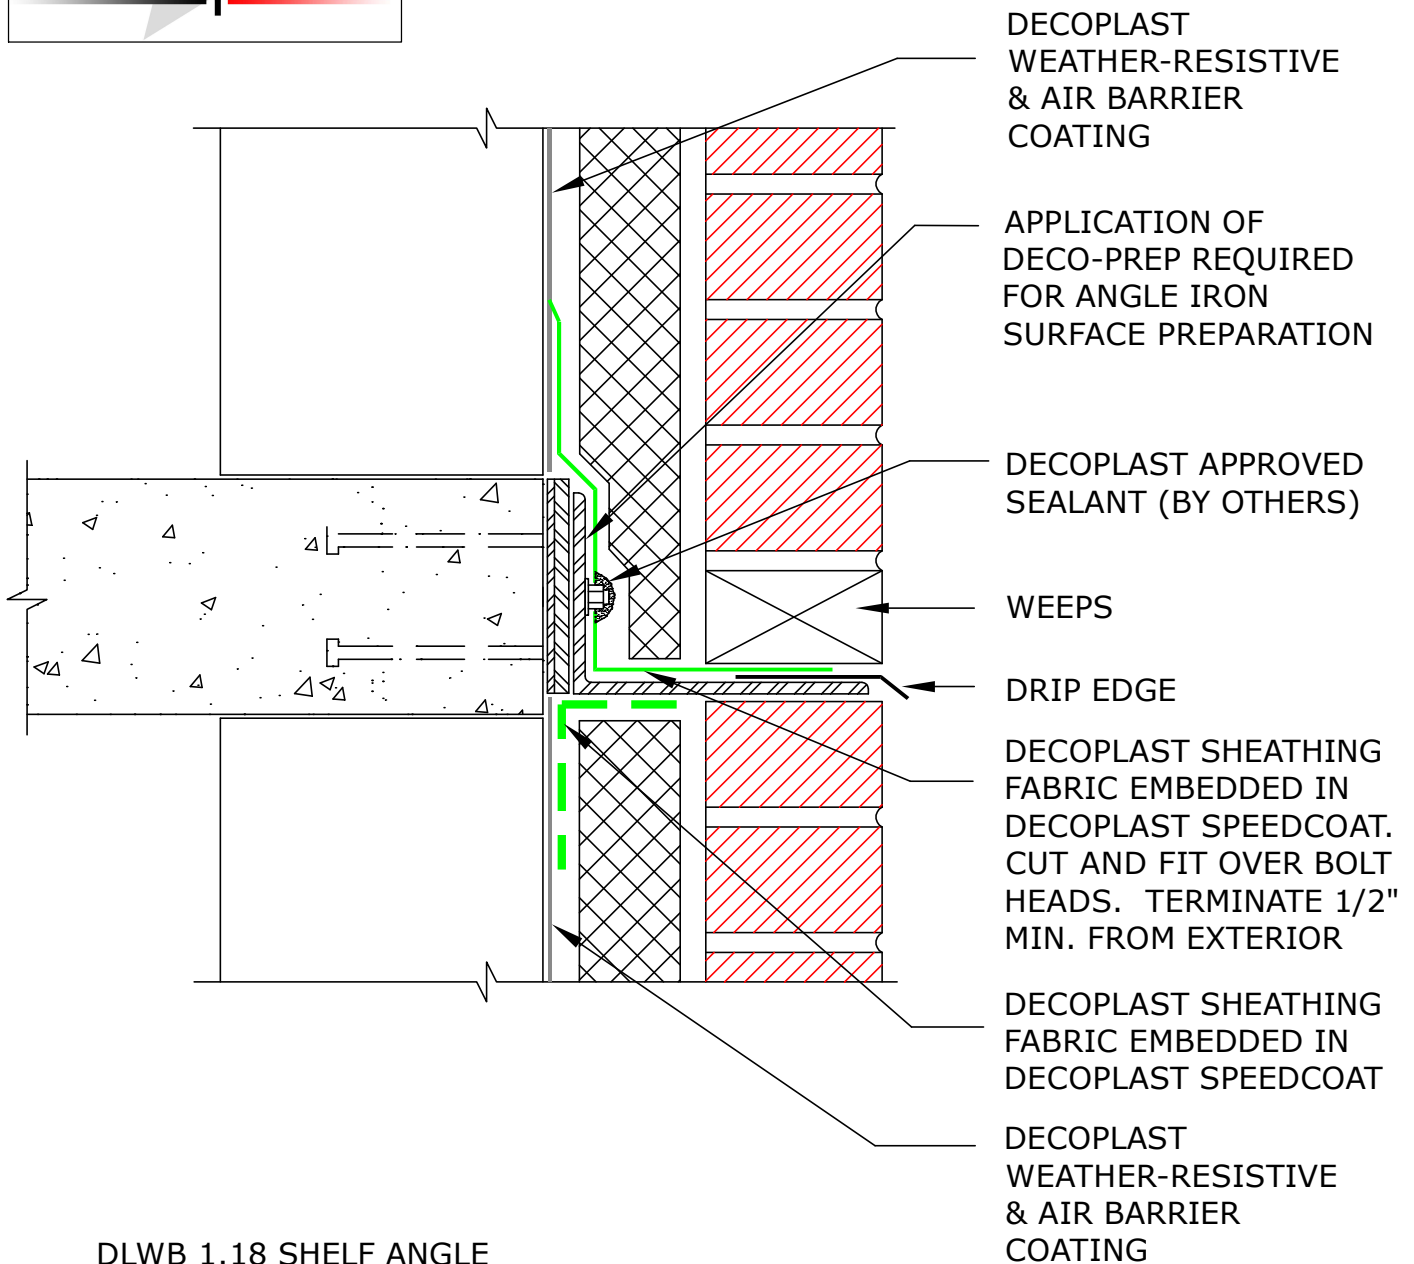 DECOPLAST
WEATHER-RESISTIVE
& AIR BARRIER
COATING
APPLICATION OF
DECO-PREP REQUIRED
FOR ANGLE IRON
SURFACE PREPARATION
DECOPLAST APPROVED
SEALANT (BY OTHERS)
WEEPS
DRIP EDGE
DECOPLAST SHEATHING
FABRIC EMBEDDED IN
DECOPLAST SPEEDCOAT.
CUT AND FIT OVER BOLT
HEADS.  TERMINATE 1/2"
MIN. FROM EXTERIOR
DECOPLAST SHEATHING
FABRIC EMBEDDED IN
DECOPLAST SPEEDCOAT
DECOPLAST
WEATHER-RESISTIVE
& AIR BARRIER
COATING
DLWB 1.18 SHELF ANGLE